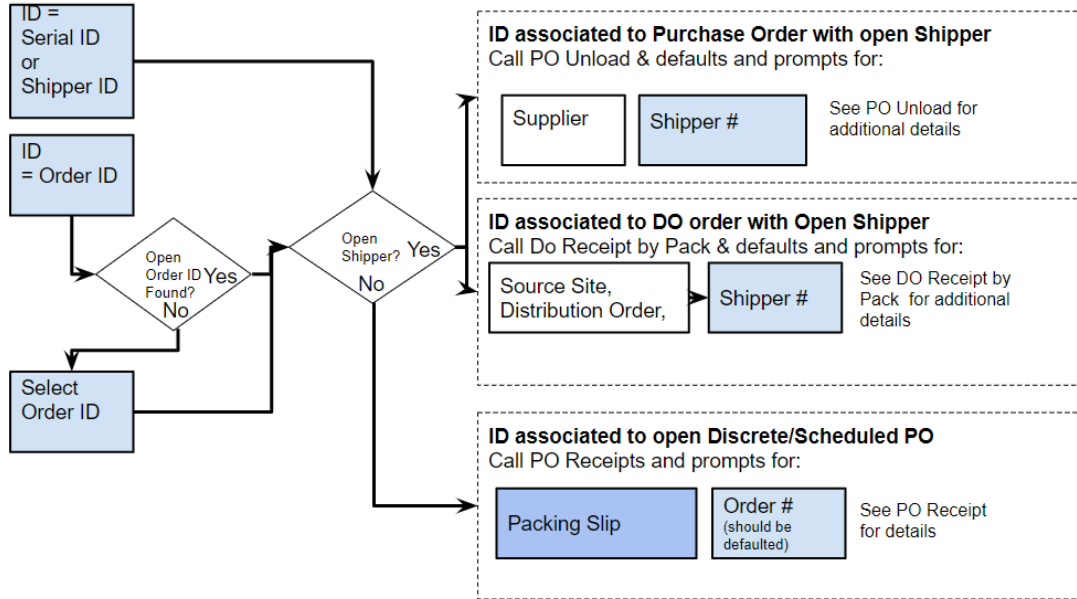 ID =
Serial ID
or
Shipper ID
ID
= Order ID
Open
Order ID
Found?
Yes
No
Select
Order ID
Open
Shipper?
Yes
No
ID associated to Purchase Order with open Shipper
Call PO Unload & defaults and prompts for:
Supplier
Shipper #
See PO Unload for
additional details
ID associated to DO order with Open Shipper
Call Do Receipt by Pack & defaults and prompts for:
Source Site,
Distribution Order,
Shipper #
See DO Receipt by
Pack for additional
details
ID associated to open Discrete/Scheduled PO
Call PO Receipts and prompts for:
Packing Slip
Order #
(should be
defaulted)
See PO Receipt
for details